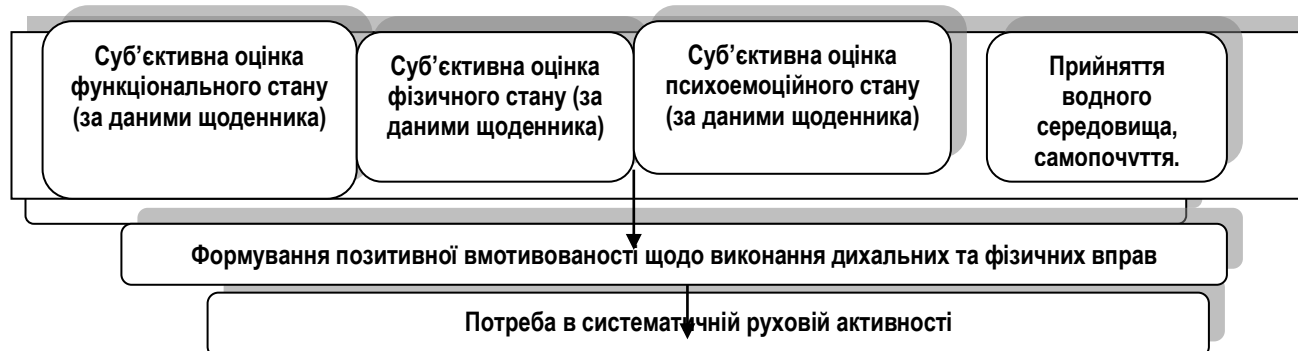 Суб’єктивна оцінка
функціонального стану
(за даними щоденника)
Суб’єктивна оцінка
фізичного стану (за
даними щоденника)
Суб’єктивна оцінка
психоемоційного стану
(за даними щоденника)
Прийняття
водного
середовища,
самопочуття.
Формування позитивної вмотивованості щодо виконання дихальних та фізичних вправ
Потреба в систематичній руховій активності